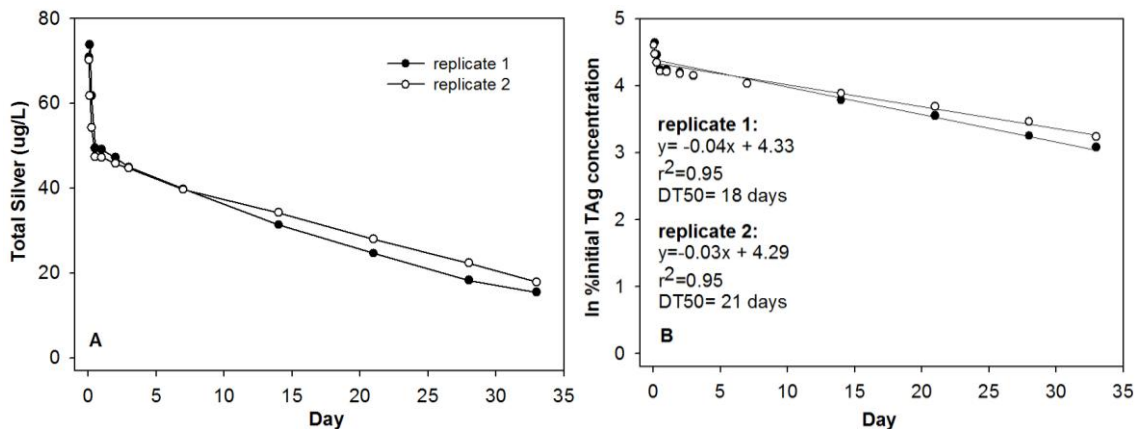 80
60
40
20
0
Total Silver (ug/L)
replicate 1
replicate 2
A
0 5 10 15 20 25 30 35
Day
5
4
3
2
1
0
ln %initial TAg concentration
replicate 1:
y= -0.04x + 4.33
r²=0.95
DT50= 18 days
replicate 2:
y=-0.03x + 4.29
r²=0.95
DT50= 21 days
B
0 5 10 15 20 25 30 35
Day